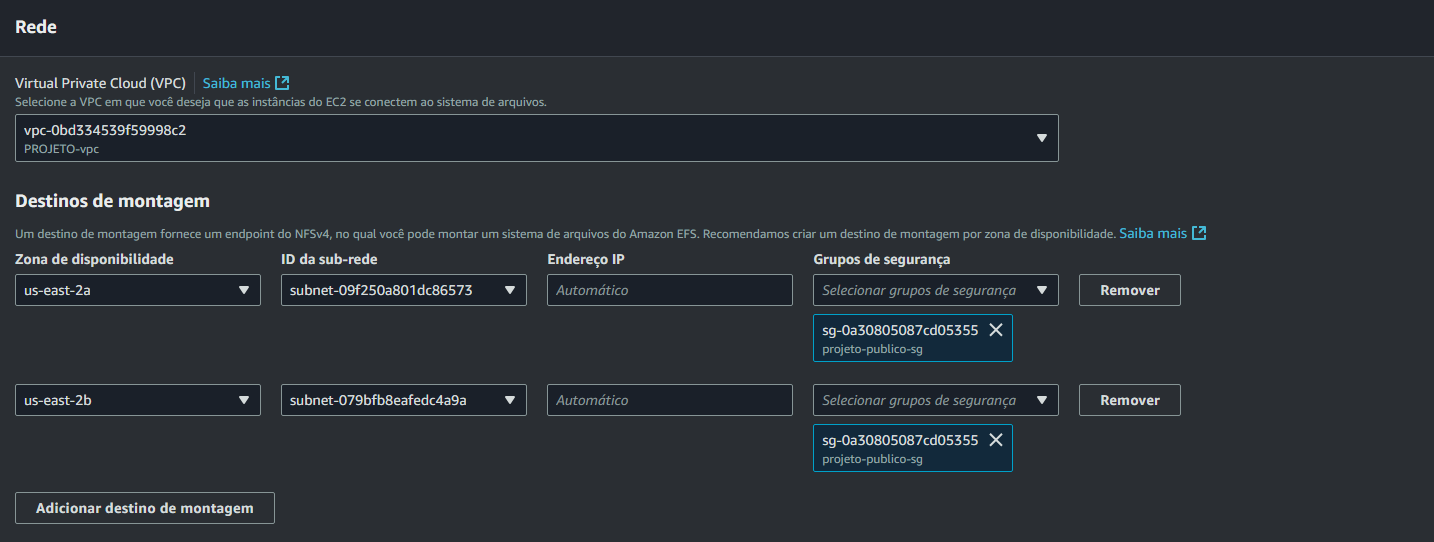 Rede
Virtual Private Cloud (VPC) Saiba mais
Selecione a VPC em que você deseja que as instâncias do EC2 se conectem ao sistema de arquivos.
vpc-0bd334539f59998c2
PROJETO-vpc
Destinos de montagem
Um destino de montagem fornece um endpoint do NFSv4, no qual você pode montar um sistema de arquivos do Amazon EFS. Recomendamos criar um destino de montagem por zona de disponibilidade. Saiba mais
Zona de disponibilidade ID da sub-rede Endereço IP Grupos de segurança
us-east-2a subnet-09f250a801dc86573 Automático Selecionar grupos de segurança Remover
sg-0a30805087cd05355
projeto-publico-sg
us-east-2b subnet-079bfb8eafedc4a9a Automático Selecionar grupos de segurança Remover
sg-0a30805087cd05355
projeto-publico-sg
Adicionar destino de montagem